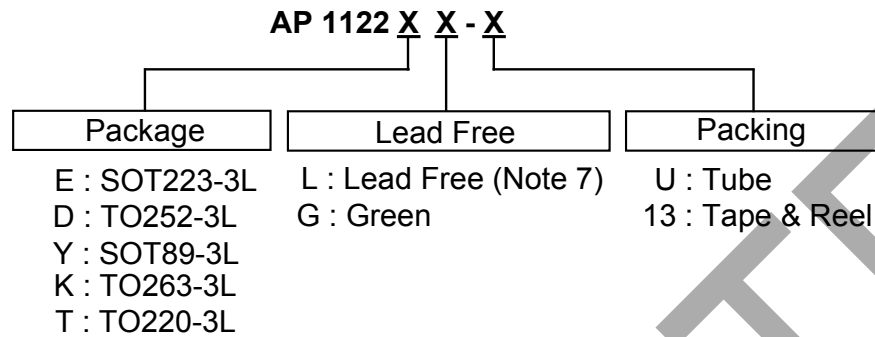 AP 1122 X X - X
Package
Lead Free
Packing
E : SOT223-3L
D : TO252-3L
Y : SOT89-3L
K : TO263-3L
T : TO220-3L
L : Lead Free (Note 7)
G : Green
U : Tube
13 : Tape & Reel